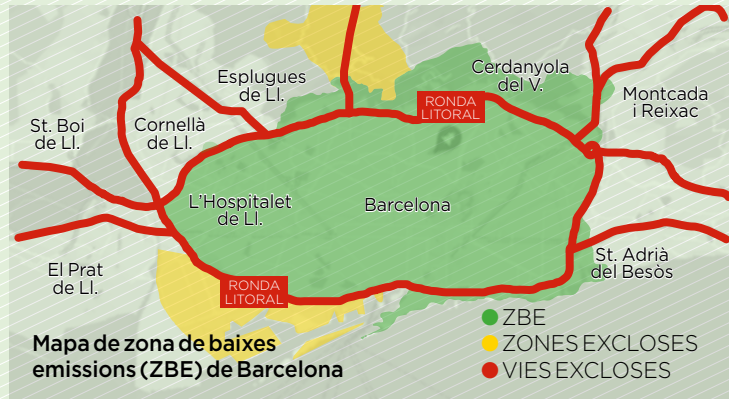 Esplugues
de Ll.
Cerdanyola
del V.
RONDA
LITORAL
Montcada
i Reixac
St. Boi
de Ll.
Cornellà
de Ll.
L'Hospitalet
de Ll.
Barcelona
St. Adrià
del Besòs
El Prat
de Ll.
RONDA
LITORAL
Mapa de zona de baixes
emissions (ZBE) de Barcelona
ZBE
ZONES EXCLOSES
VIES EXCLOSES